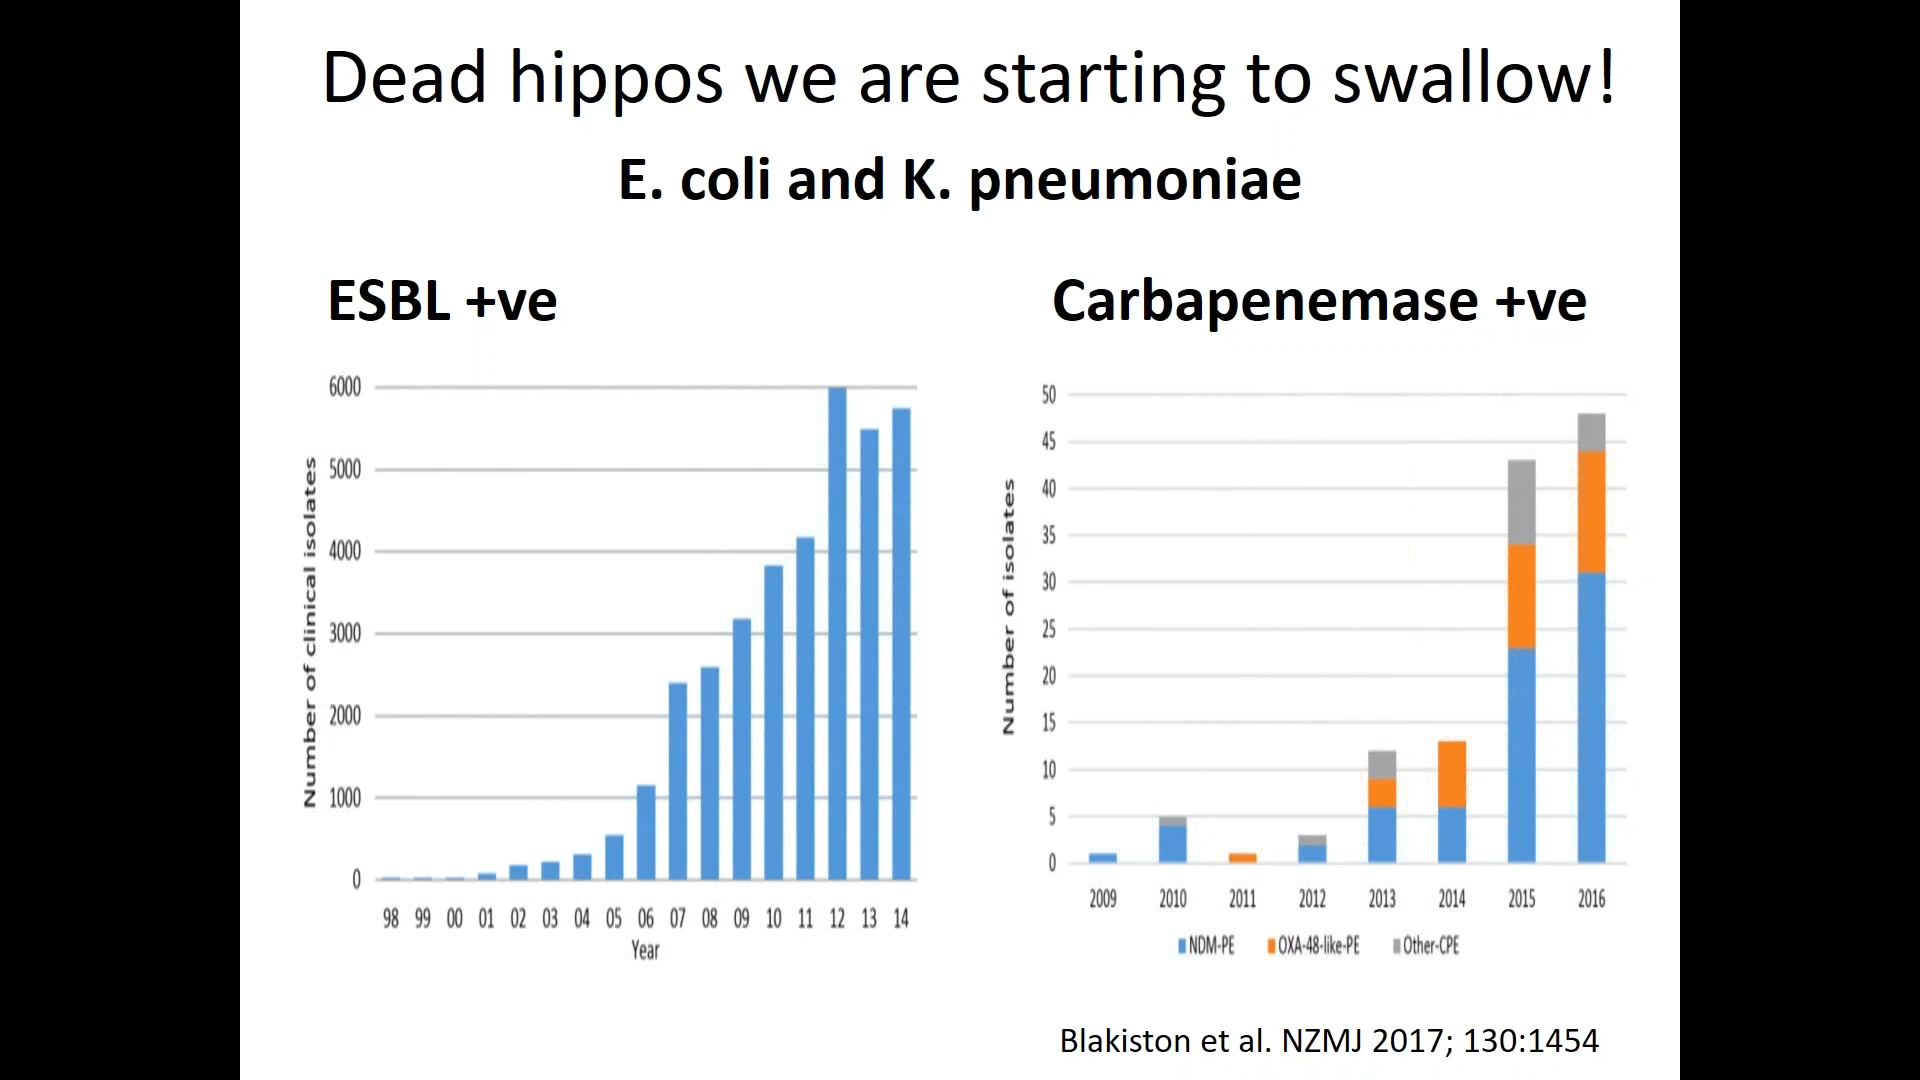 Dead hippos we are starting to swallow!
E. coli and K. pneumoniae
ESBL +ve
Number of clinical isolates
6000
5000
4000
3000
2000
1000
0
98 99 00 01 02 03 04 05 06 07 08 09 10 11 12 13 14
Year
Carbapenemase +ve
Number of isolates
50
45
40
35
30
25
20
15
10
5
0
2009 2010 2011 2012 2013 2014 2015 2016
NDM-PE OXA-48-like-PE Other-CPE
Blakiston et al. NZMJ 2017; 130:1454